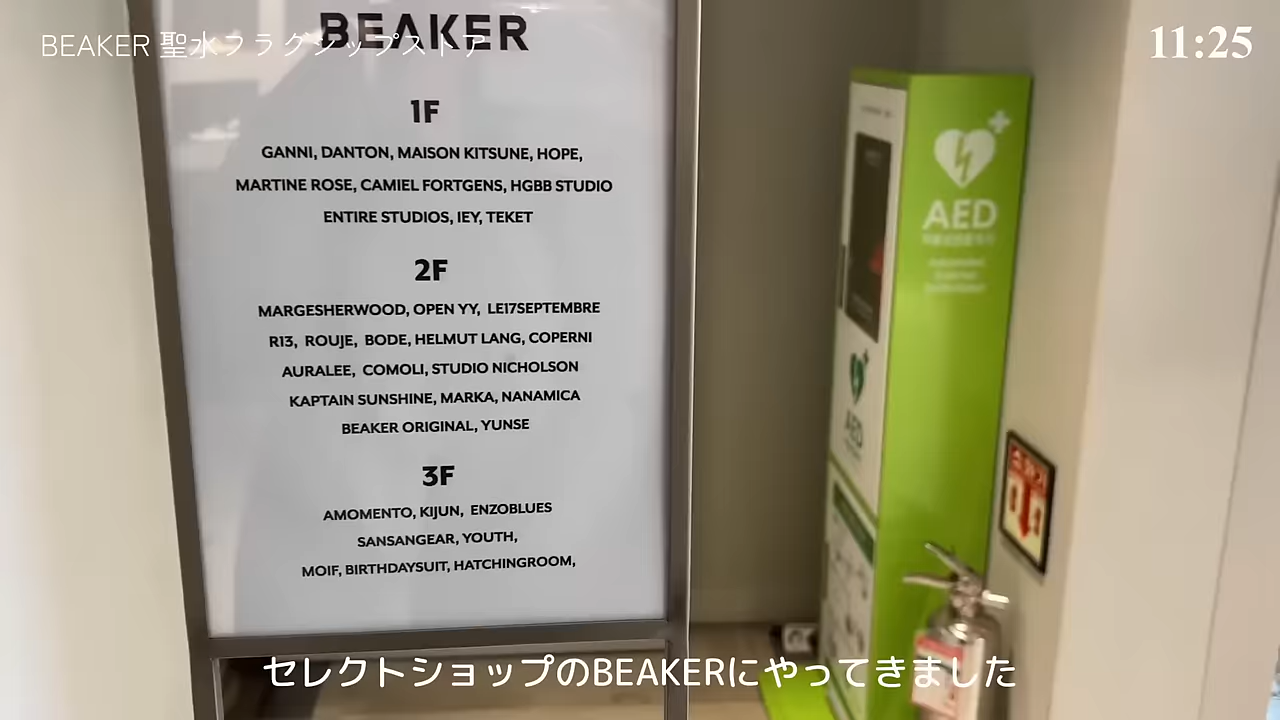 BEAKER 聖水フラグシップストア
11:25
BEAKER
1F
GANNI, DANTON, MAISON KITSUNE, HOPE,
MARTINE ROSE, CAMIEL FORTGENS, HGBB STUDIO
ENTIRE STUDIOS, IEY, TEKET
2F
MARGESHERWOOD, OPEN YY, LE17SEPTEMBRE
R13, ROUJE, BODE, HELMUT LANG, COPERNI
AURALEE, COMOLI, STUDIO NICHOLSON
KAPTAIN SUNSHINE, MARKA, NANAMICA
BEAKER ORIGINAL, YUNSE
3F
AMOMENTO, KIJUN, ENZOBLUES
SANSANGEAR, YOUTH,
MOIF, BIRTHDAYSUIT, HATCHINGROOM,
AED
AED
セレクトショップのBEAKERにやってきました